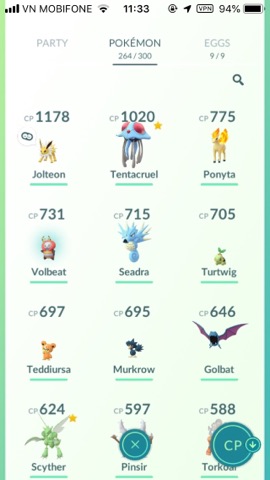 VN MOBIFONE 11:33 VPN 94%
PARTY POKÉMON EGGS
264 / 300 9 / 9
CP 1178 CP 1020 CP 775
Jolteon Tentacruel Ponyta
CP 731 CP 715 CP 705
Volbeat Seadra Turtwig
CP 697 CP 695 CP 646
Teddiursa Murkrow Golbat
CP 624 CP 597 CP 588
Scyther Pinsir Torkoal
CP